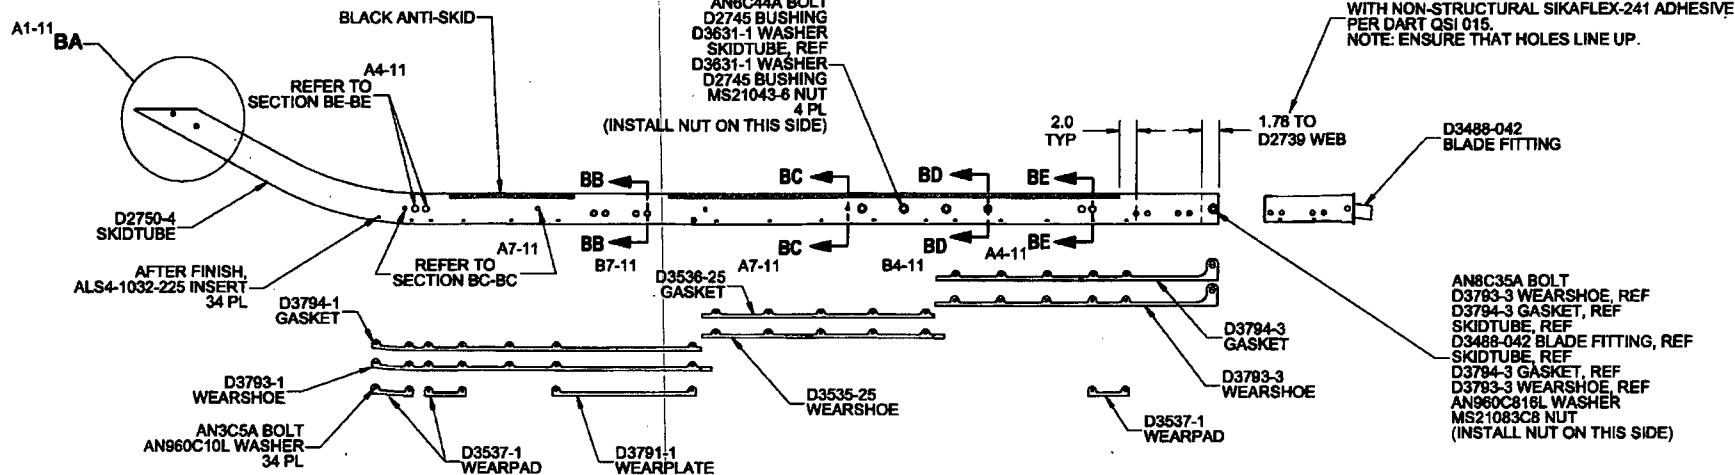 A1-11
BA
BLACK ANTI-SKID
A4-11
REFER TO
SECTION BE-BE
AN6C44A BOLT
D2745 BUSHING
D3631-1 WASHER
SKIDTUBE, REF
D3631-1 WASHER
D2745 BUSHING
MS21043-6 NUT
4 PL
(INSTALL NUT ON THIS SIDE)
WITH NON-STRUCTURAL SIKAFLEX-241 ADHESIVE
PER DART QSI 015.
NOTE: ENSURE THAT HOLES LINE UP.
2.0
TYP
1.78 TO
D2739 WEB
D3488-042
BLADE FITTING
BB
BC
BD
BE
D2750-4
SKIDTUBE
BB
BC
BD
BE
A7-11
B7-11
A7-11
B4-11
A4-11
REFER TO
SECTION BC-BC
AFTER FINISH,
ALS4-1032-225 INSERT
34 PL
D3794-1
GASKET
D3536-25
GASKET
D3794-3
GASKET
D3793-1
WEARSHOE
D3535-25
WEARSHOE
D3793-3
WEARSHOE
AN3C5A BOLT
AN960C10L WASHER
34 PL
D3537-1
WEARPAD
D3791-1
WEARPLATE
D3537-1
WEARPAD
AN8C35A BOLT
D3793-3 WEARSHOE, REF
D3794-3 GASKET, REF
SKIDTUBE, REF
D3488-042 BLADE FITTING, REF
SKIDTUBE, REF
D3794-3 GASKET, REF
D3793-3 WEARSHOE, REF
AN960C816L WASHER
MS21083C8 NUT
(INSTALL NUT ON THIS SIDE)